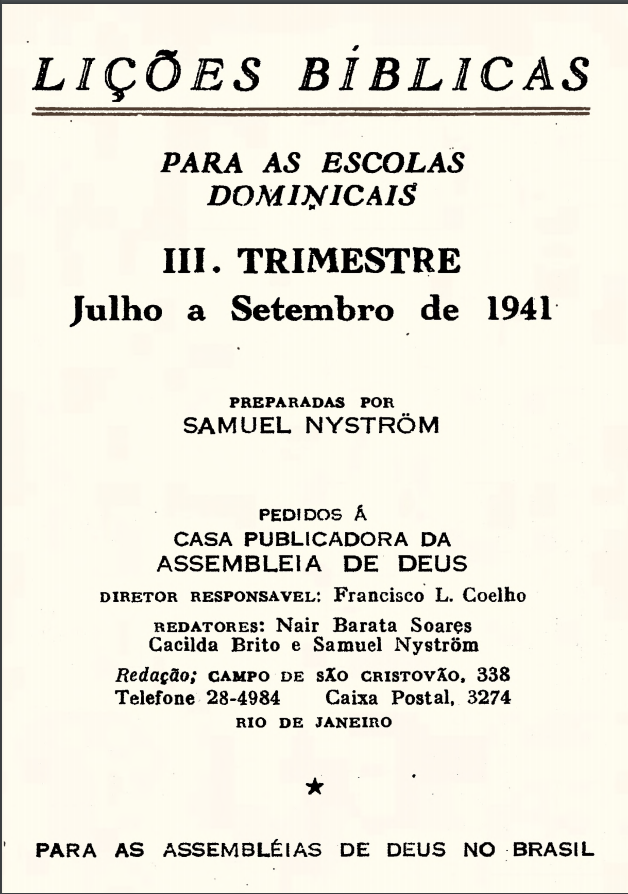 LIÇÕES BÍBLICAS
PARA AS ESCOLAS
DOMINICAIS
III. TRIMESTRE
Julho a Setembro de 1941
PREPARADAS POR
SAMUEL NYSTRÖM
PEDIDOS Á
CASA PUBLICADORA DA
ASSEMBLEIA DE DEUS
DIRETOR RESPONSAVEL: Francisco L. Coelho
REDATORES: Nair Barata Soares
Cacilda Brito e Samuel Nyström
Redação; CAMPO DE SÃO CRISTOVÃO, 338
Telefone 28-4984 Caixa Postal, 3274
RIO DE JANEIRO
★
PARA AS ASSEMBLÉIAS DE DEUS NO BRASIL